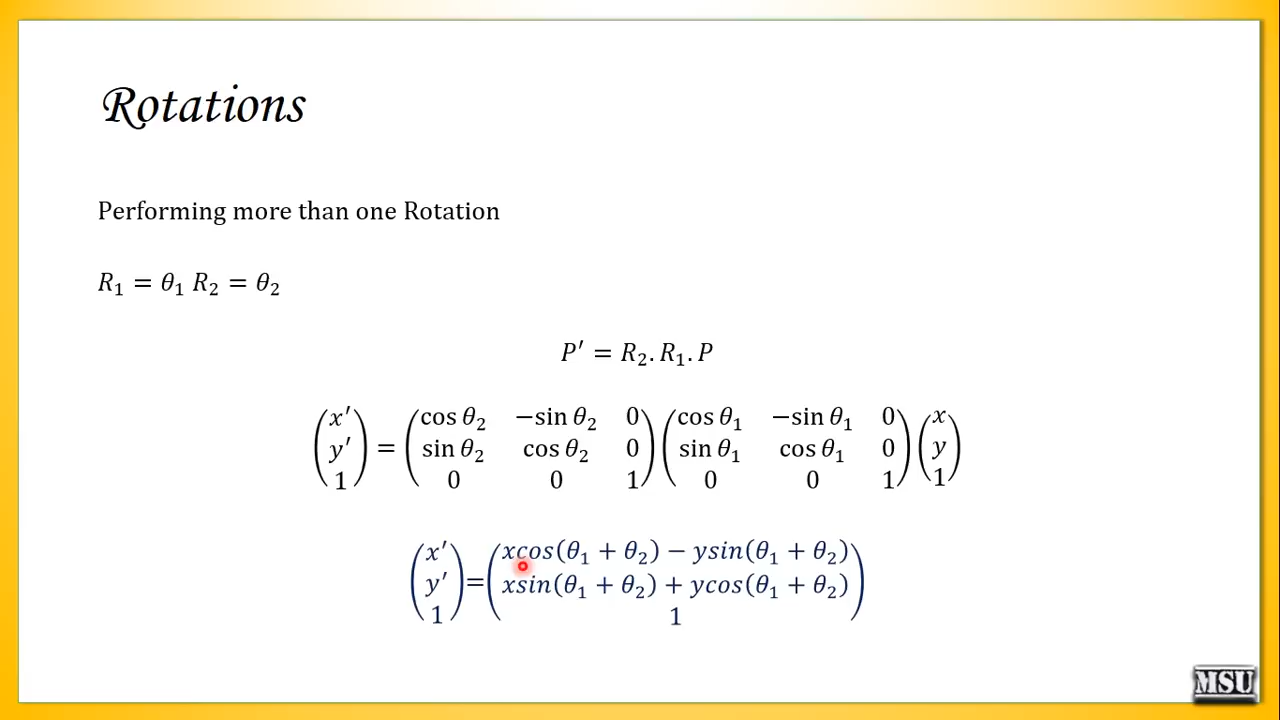 Rotations
Performing more than one Rotation
R₁ = θ₁ R₂ = θ₂
P′ = R₂. R₁. P
(x′ y′ 1) = (cos θ₂ −sin θ₂ 0 sin θ₂ cos θ₂ 0 0 0 1) (cos θ₁ −sin θ₁ 0 sin θ₁ cos θ₁ 0 0 0 1) (x y 1)
(x′ y′ 1) = (xcos(θ₁ + θ₂) − ysin(θ₁ + θ₂) xsin(θ₁ + θ₂) + ycos(θ₁ + θ₂) 1)
MSU